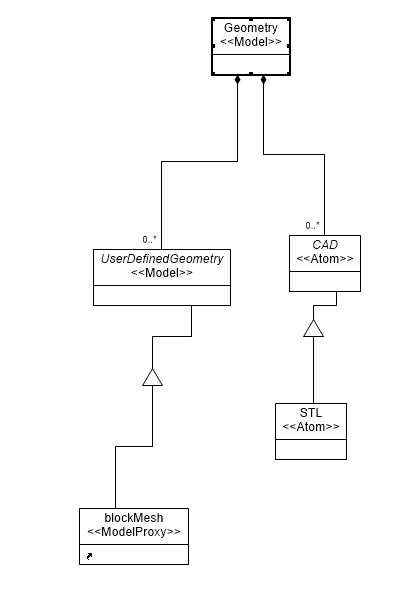 Geometry
<<Model>>
0..*
0..*
UserDefinedGeometry
<<Model>>
CAD
<<Atom>>
STL
<<Atom>>
blockMesh
<<ModelProxy>>